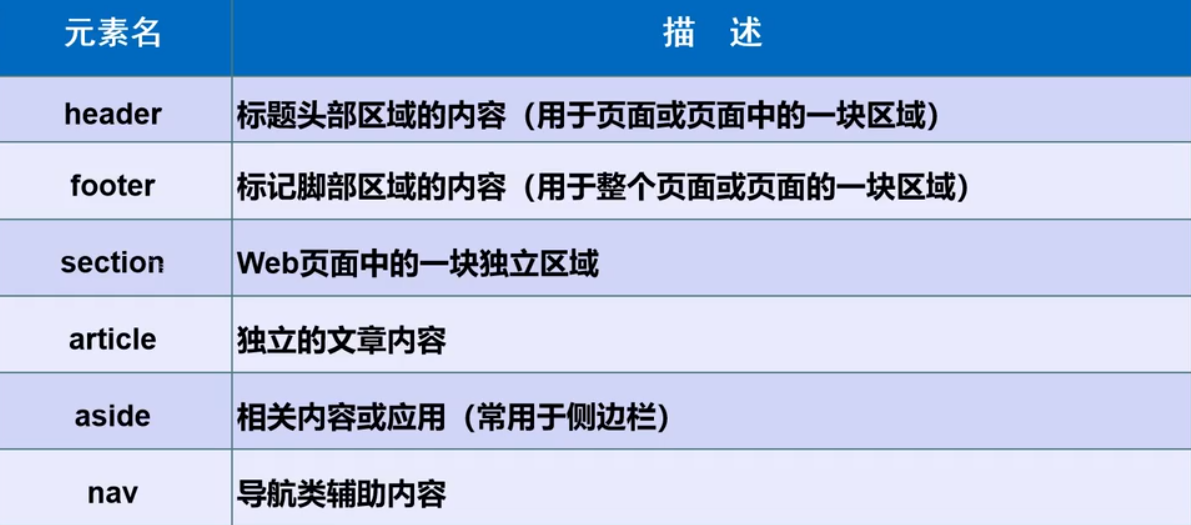 元素名 描 述
header 标题头部区域的内容（用于页面或页面中的一块区域）
footer 标记脚部区域的内容（用于整个页面或页面的一块区域）
section Web页面中的一块独立区域
article 独立的文章内容
aside 相关内容或应用（常用于侧边栏）
nav 导航类辅助内容